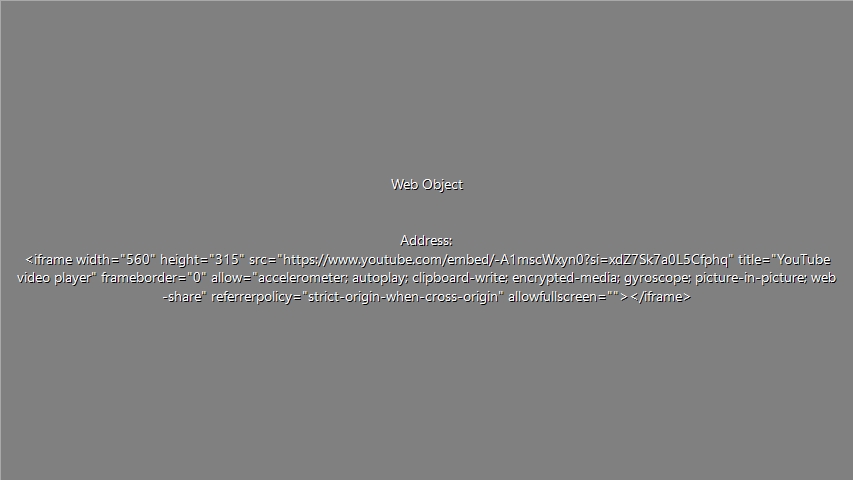 Web Object
Address:
<iframe width="560" height="315" src="https://www.youtube.com/embed/-A1mscWxyn0?si=xdZ7Sk7a0L5Cfphq" title="YouTube
video player" frameborder="0" allow="accelerometer; autoplay; clipboard-write; encrypted-media; gyroscope; picture-in-picture; web
-share" referrerpolicy="strict-origin-when-cross-origin" allowfullscreen=""></iframe>